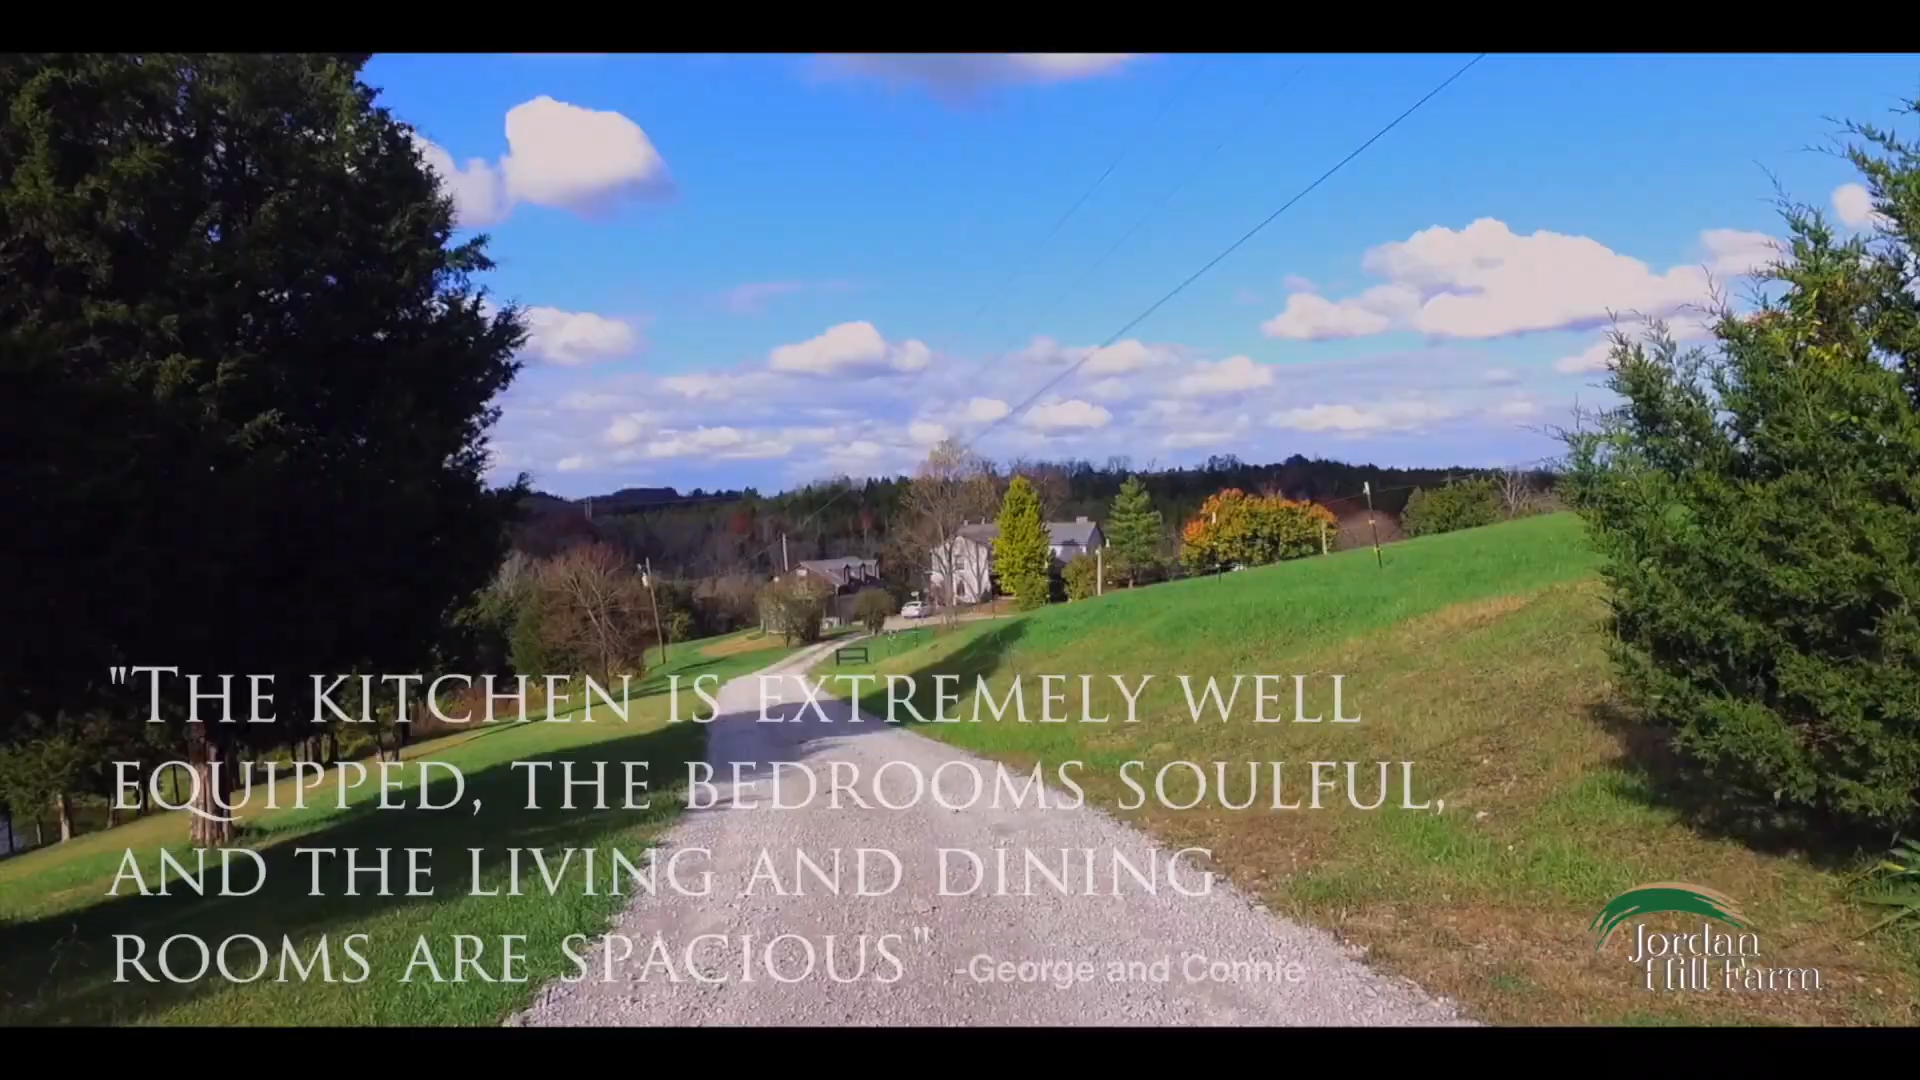 "THE KITCHEN IS EXTREMELY WELL
EQUIPPED, THE BEDROOMS SOULFUL,
AND THE LIVING AND DINING
ROOMS ARE SPACIOUS" -George and Connie
Jordan
Hill Farm